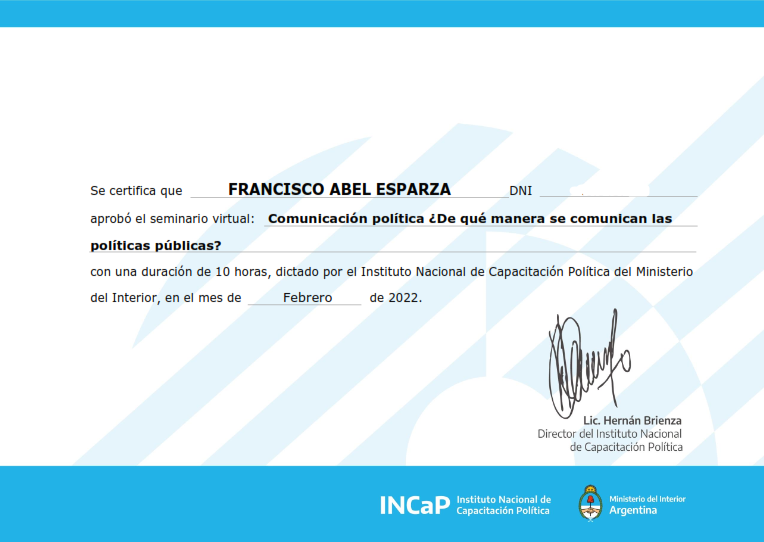 Se certifica que FRANCISCO ABEL ESPARZA DNI
aprobó el seminario virtual: Comunicación política ¿De qué manera se comunican las
políticas públicas?
con una duración de 10 horas, dictado por el Instituto Nacional de Capacitación Política del Ministerio
del Interior, en el mes de Febrero de 2022.
Lic. Hernán Brienza
Director del Instituto Nacional
de Capacitación Política
INCaP Instituto Nacional de
Capacitación Política
Ministerio del Interior
Argentina